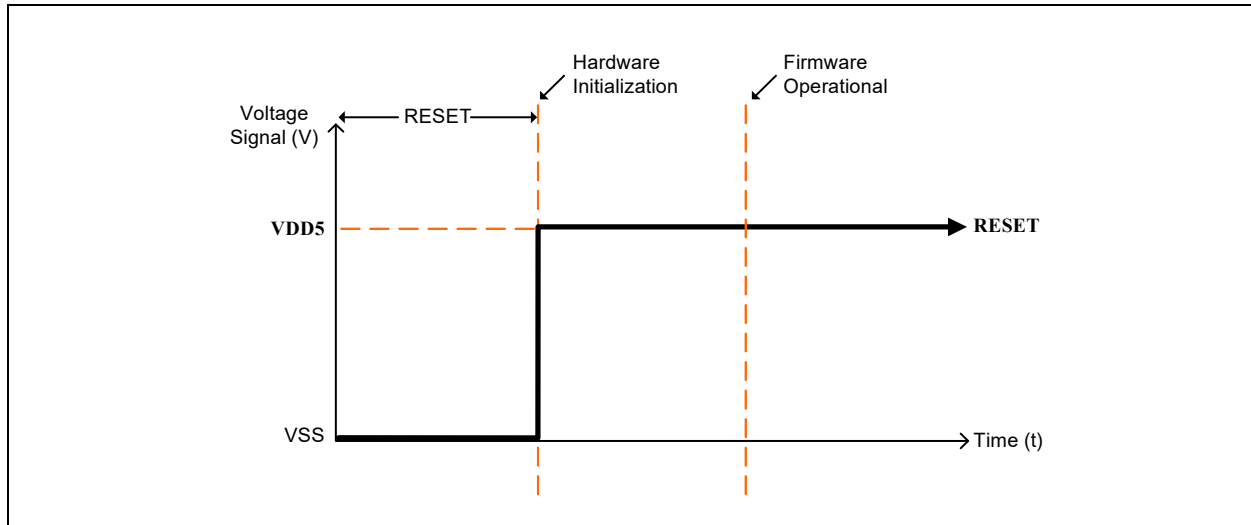 Hardware
Initialization
Firmware
Operational
Voltage
Signal (V)
RESET
VDD5
RESET
VSS
Time (t)